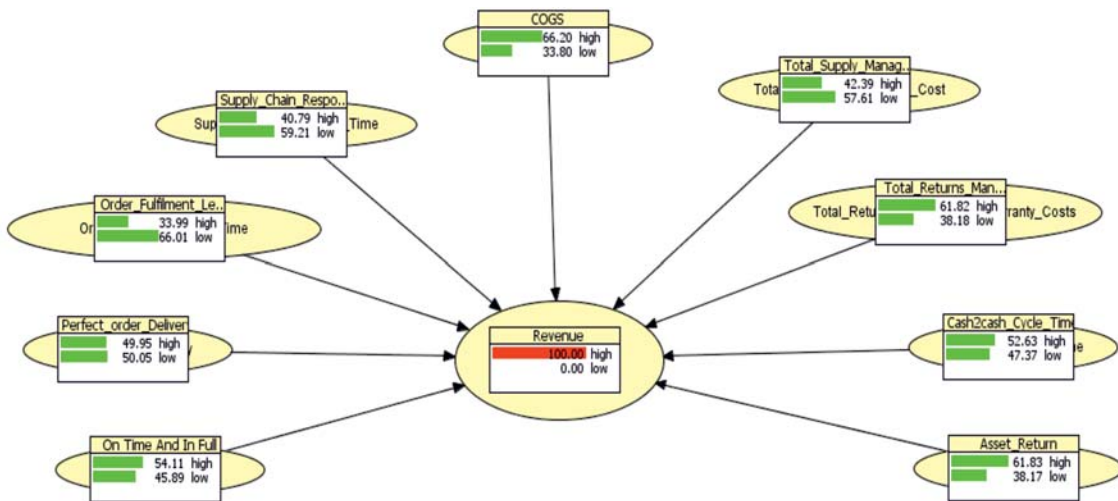 COGS
66.20 high
33.80 low
Total_Supply_Manag...
Tota
42.39 high
57.61 low
_Cost
Supply_Chain_Respo...
Sup
40.79 high
59.21 low
_Time
Order_Fulfilment_Le...
Or
33.99 high
66.01 low
Time
Total_Returns_Man...
Total_Retu
61.82 high
38.18 low
rranty_Costs
Perfect_order_Deliver
49.95 high
50.05 low
y
Revenue
100.00 high
0.00 low
Cash2cash_Cycle_Time
52.63 high
47.37 low
ne
On Time And In Full
54.11 high
45.89 low
Asset_Return
61.83 high
38.17 low